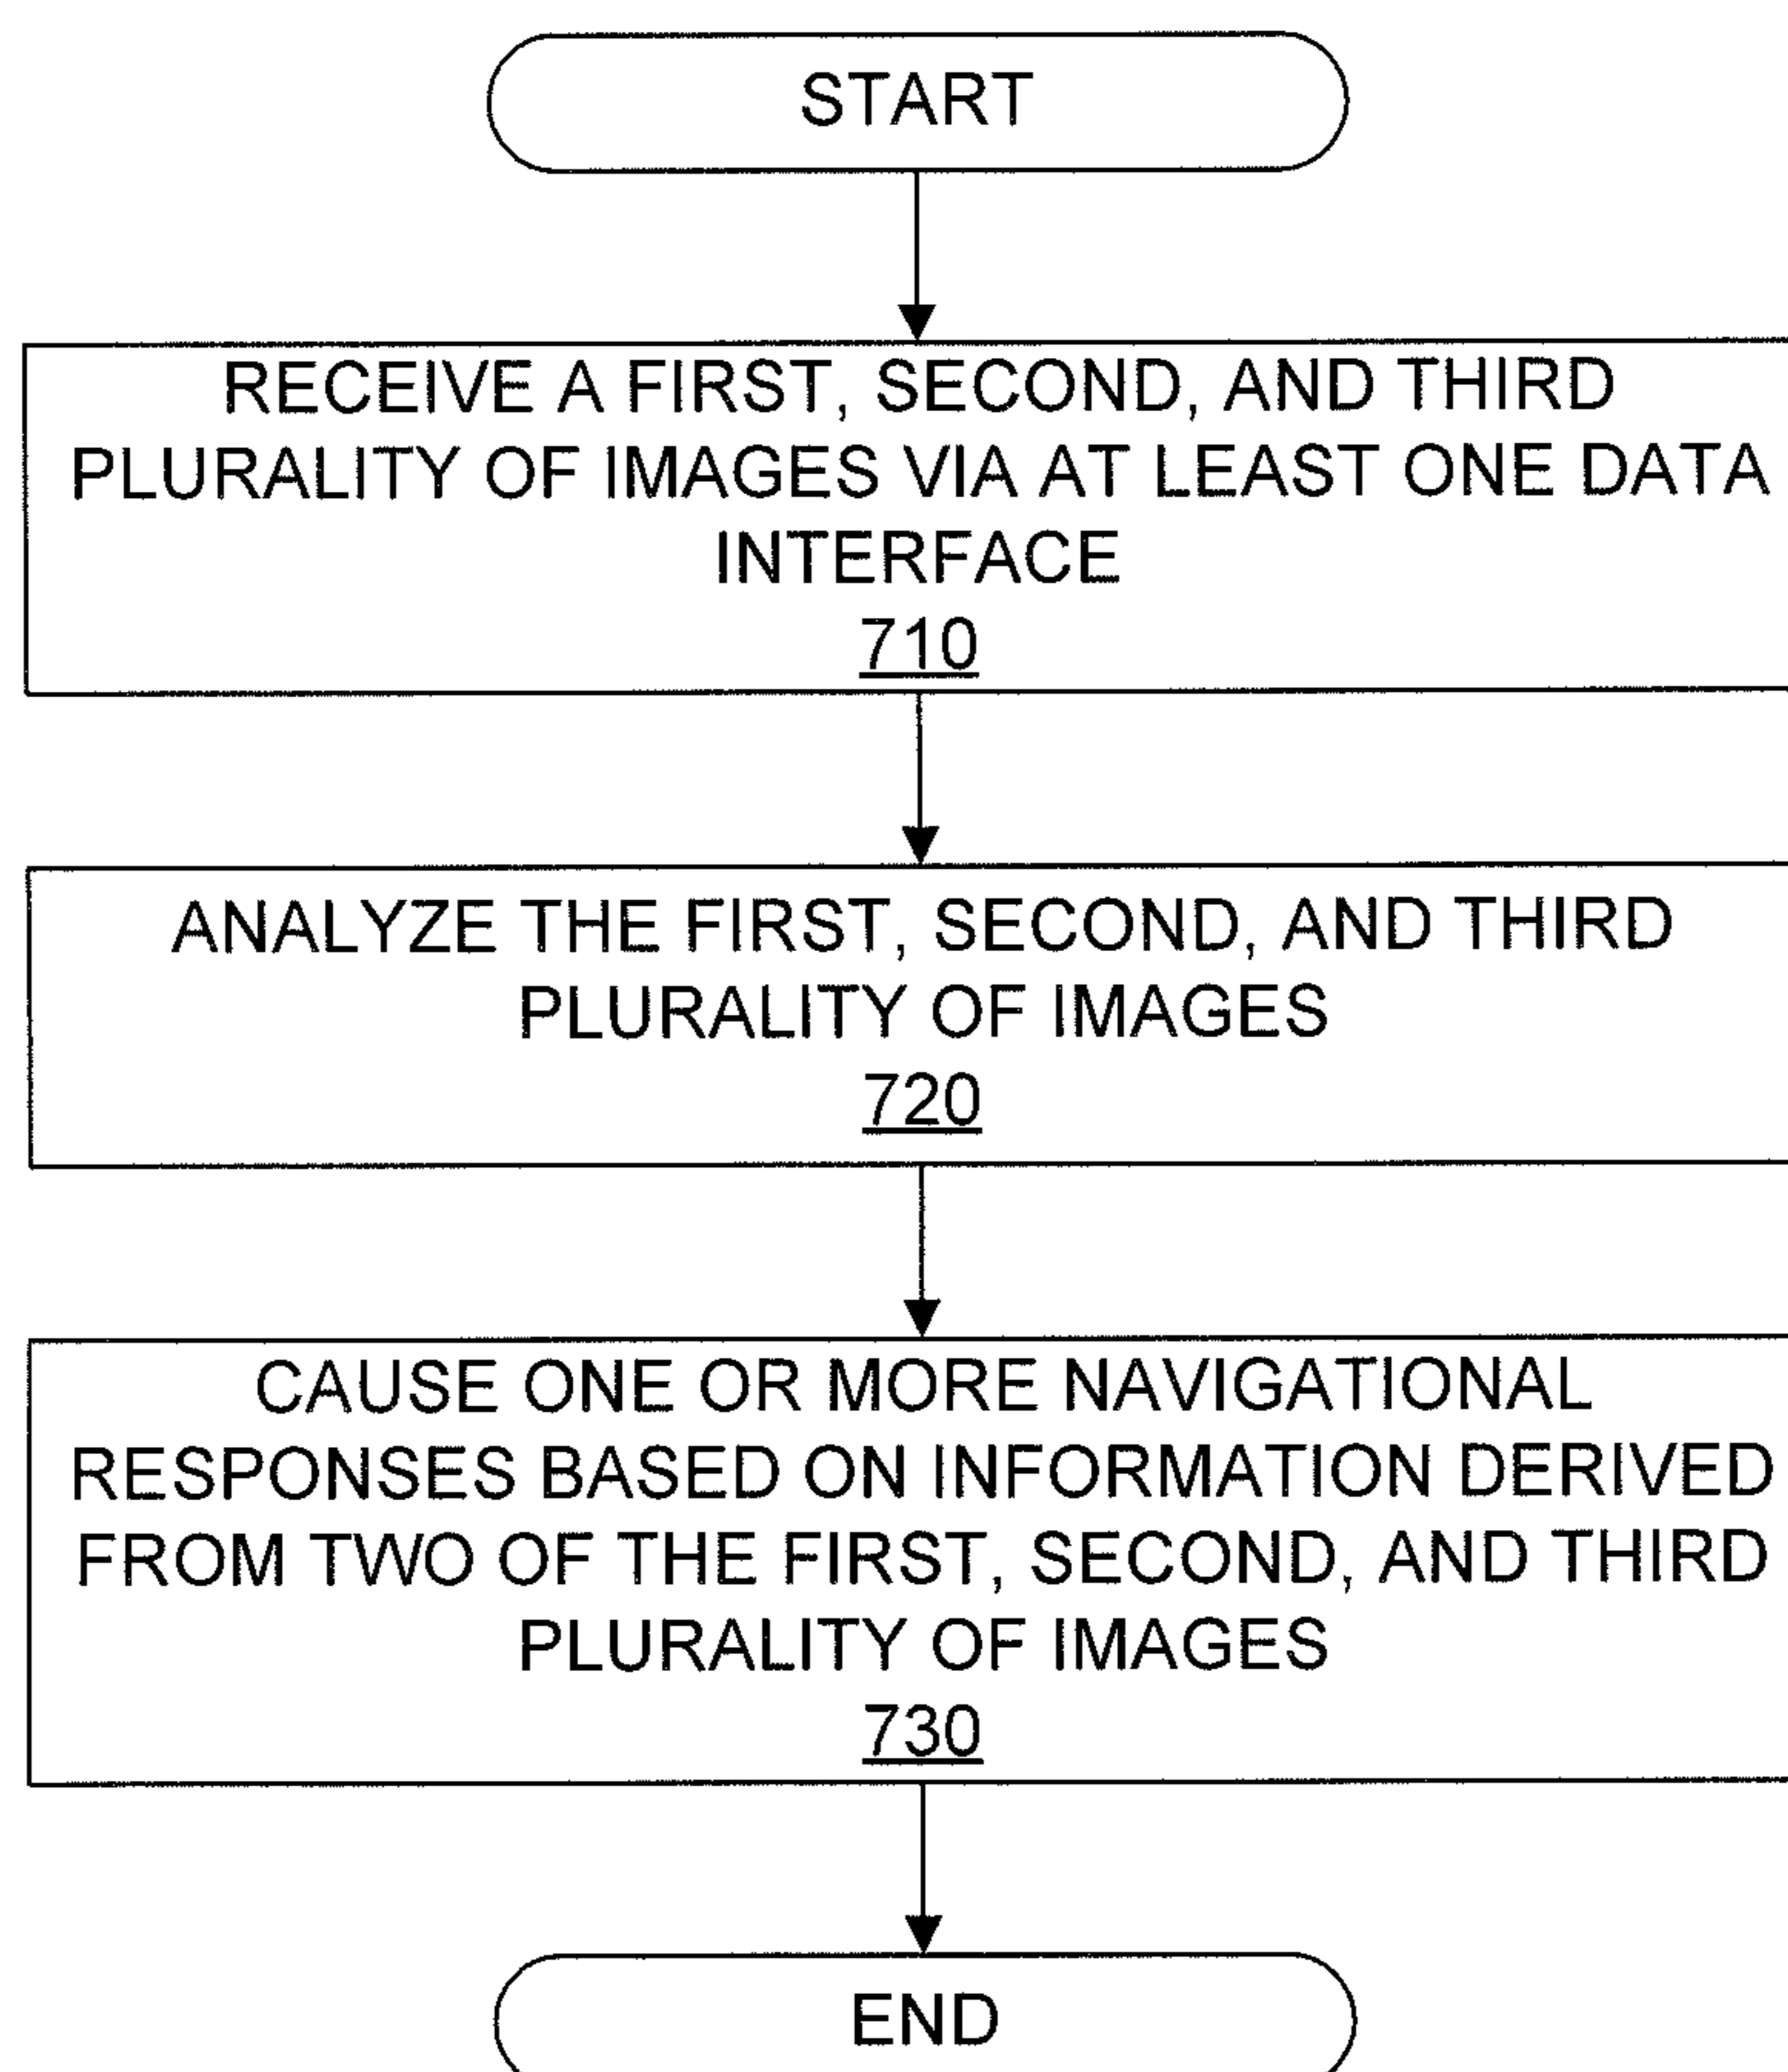 START
RECEIVE A FIRST, SECOND, AND THIRD
PLURALITY OF IMAGES VIA AT LEAST ONE DATA
INTERFACE
710
ANALYZE THE FIRST, SECOND, AND THIRD
PLURALITY OF IMAGES
720
CAUSE ONE OR MORE NAVIGATIONAL
RESPONSES BASED ON INFORMATION DERIVED
FROM TWO OF THE FIRST, SECOND, AND THIRD
PLURALITY OF IMAGES
730
END